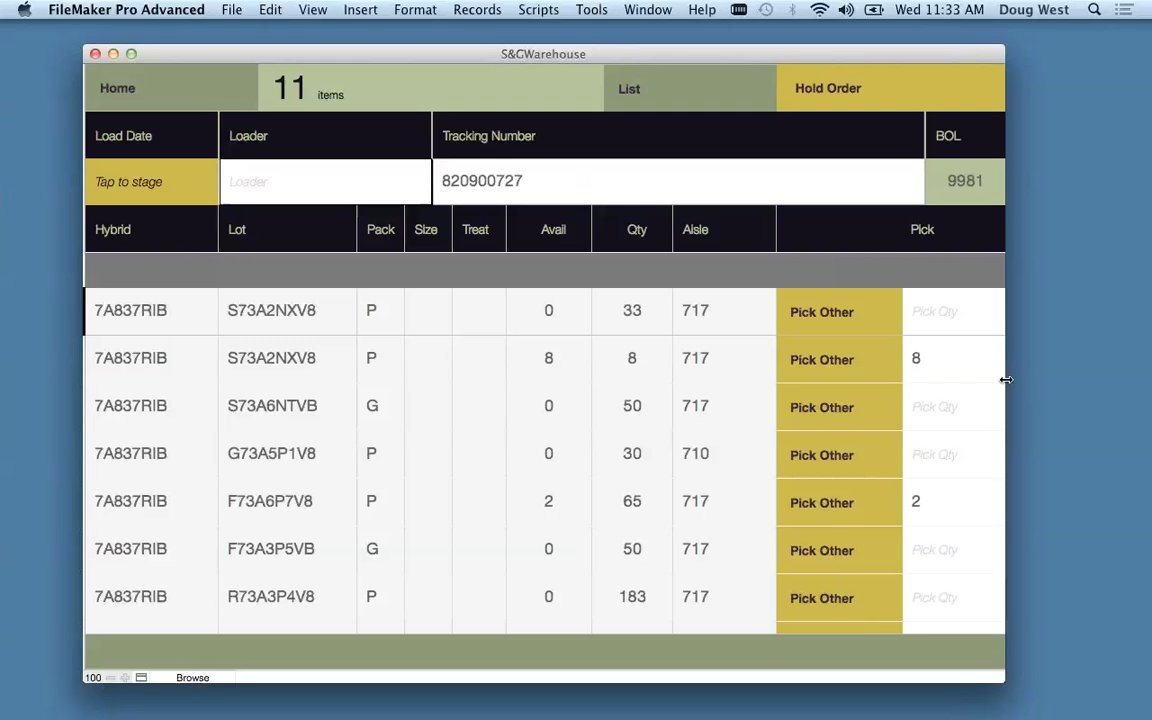 FileMaker Pro Advanced File Edit View Insert Format Records Scripts Tools Window Help Wed 11:33 AM Doug West
S&GWarehouse
Home 11 items List Hold Order
Load Date Loader Tracking Number BOL
Tap to stage Loader 820900727 9981
Hybrid Lot Pack Size Treat Avail Qty Aisle Pick
7A837RIB S73A2NXV8 P 0 33 717 Pick Other Pick Qty
7A837RIB S73A2NXV8 P 8 8 717 Pick Other 8
7A837RIB S73A6NTVB G 0 50 717 Pick Other Pick Qty
7A837RIB G73A5P1V8 P 0 30 710 Pick Other Pick Qty
7A837RIB F73A6P7V8 P 2 65 717 Pick Other 2
7A837RIB F73A3P5VB G 0 50 717 Pick Other Pick Qty
7A837RIB R73A3P4V8 P 0 183 717 Pick Other Pick Qty
100 Browse